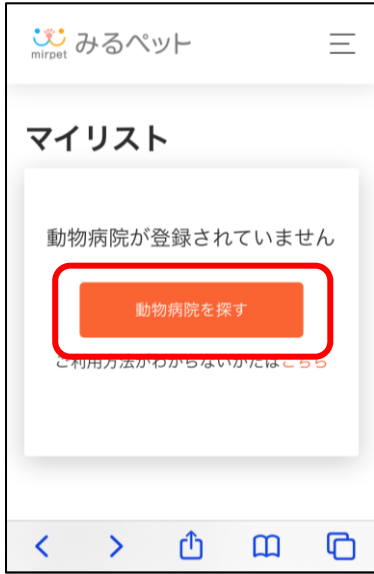 mirpet みるペット
マイリスト
動物病院が登録されていません
動物病院を探す
ご利用方法がわからないかたはこちら